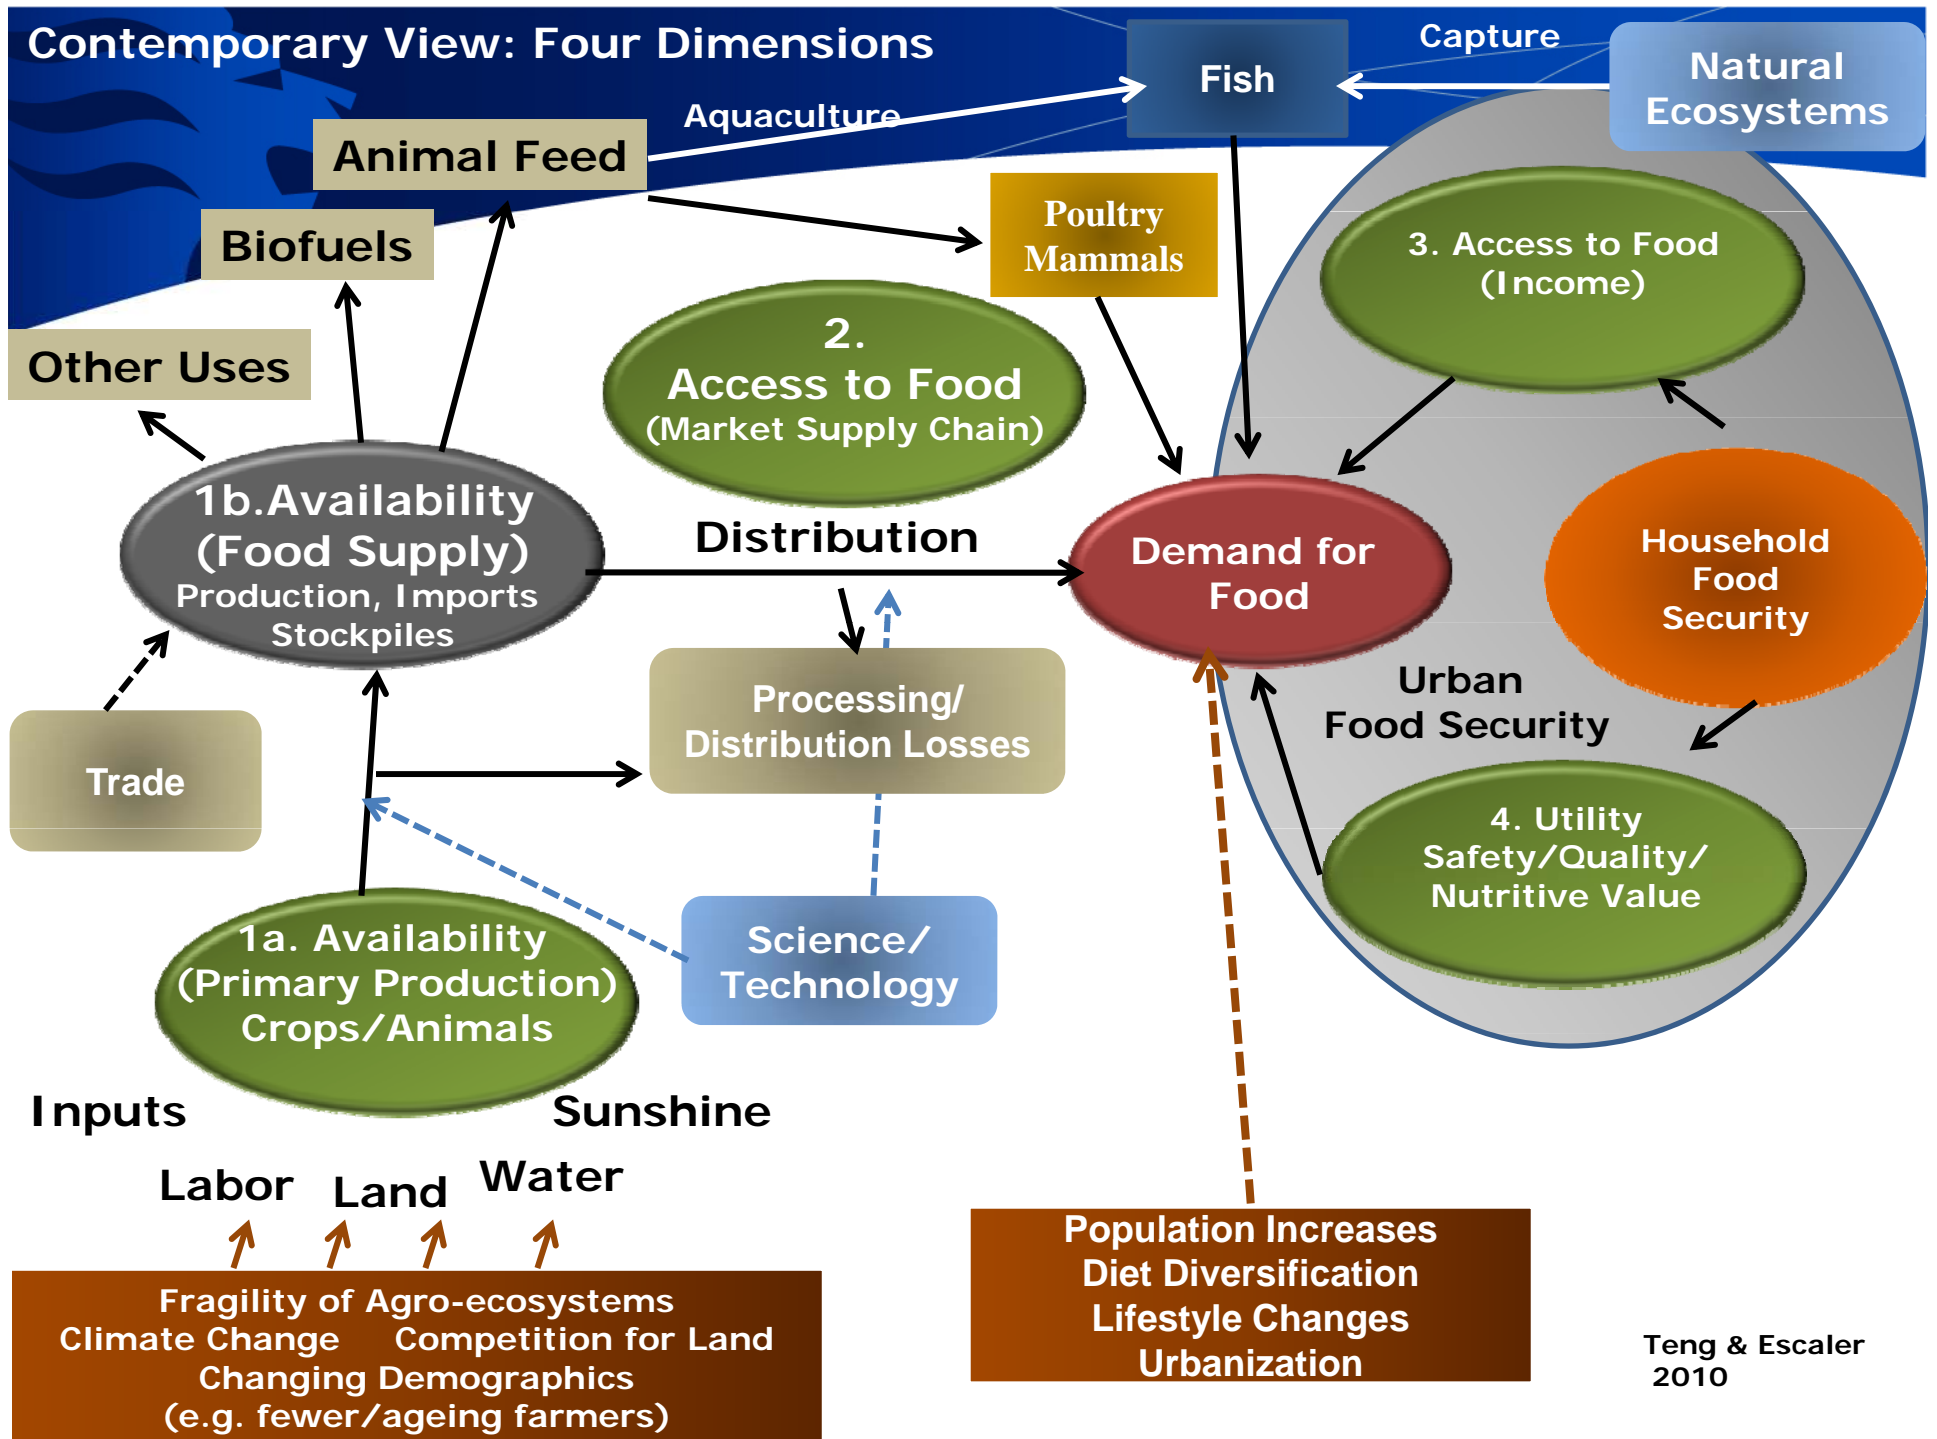 Contemporary View: Four Dimensions
Capture
Fish
Natural
Ecosystems
Aquaculture
Animal Feed
Biofuels
Poultry
Mammals
3. Access to Food
(Income)
Other Uses
2.
Access to Food
(Market Supply Chain)
1b.Availability
(Food Supply)
Production, Imports
Stockpiles
Distribution
Demand for
Food
Household
Food
Security
Urban
Food Security
Trade
Processing/
Distribution Losses
4. Utility
Safety/Quality/
Nutritive Value
1a. Availability
(Primary Production)
Crops/Animals
Science/
Technology
Inputs
Sunshine
Labor
Land
Water
Fragility of Agro-ecosystems
Climate Change Competition for Land
Changing Demographics
(e.g. fewer/ageing farmers)
Population Increases
Diet Diversification
Lifestyle Changes
Urbanization
Teng & Escaler
2010